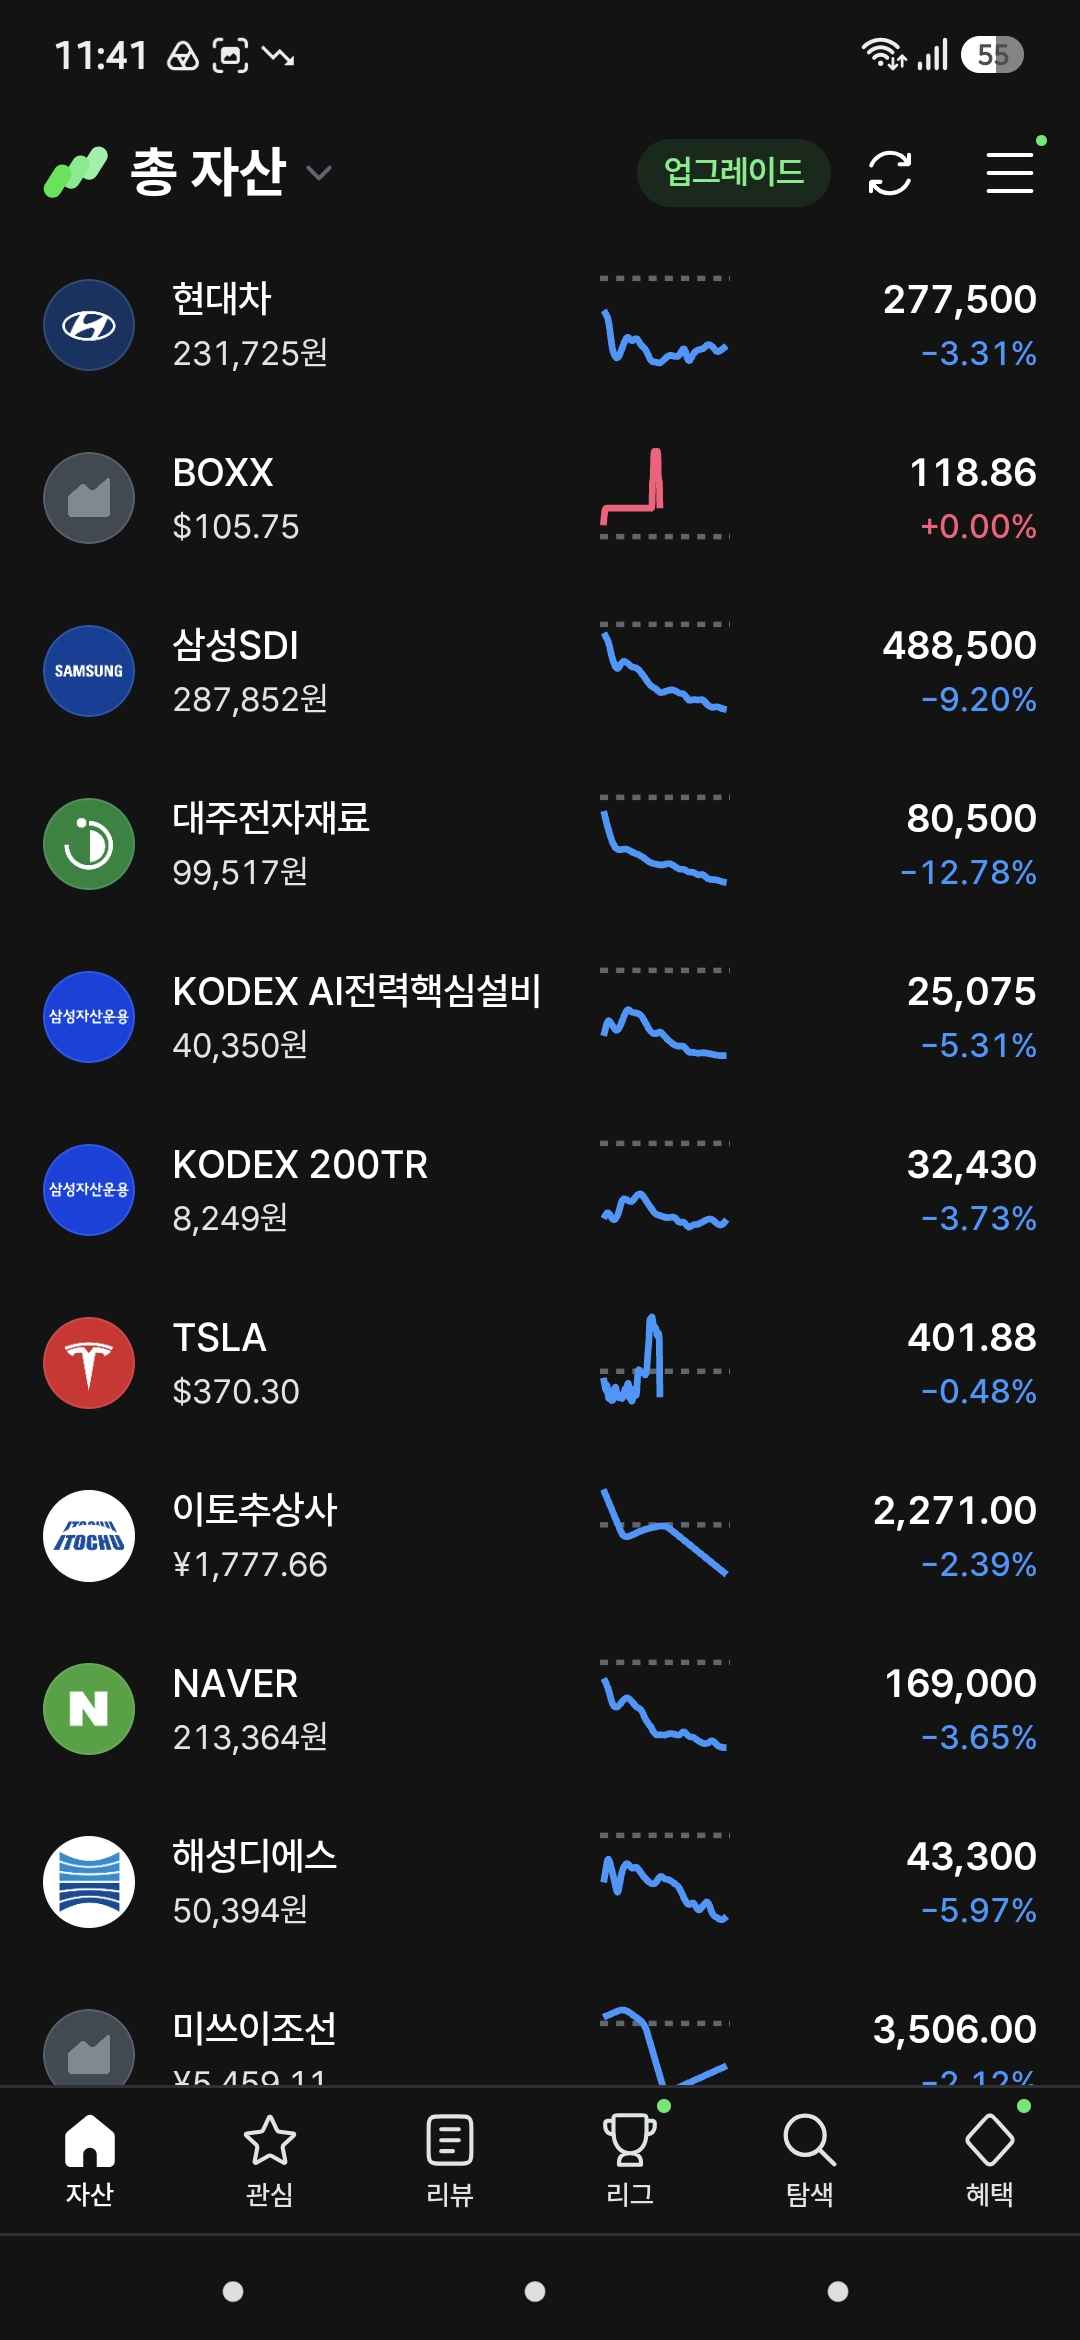 11:41
55
총 자산
업그레이드
현대차
277,500
231,725원
-3.31%
BOXX
118.86
$105.75
+0.00%
SAMSUNG
삼성SDI
488,500
287,852원
-9.20%
대주전자재료
80,500
99,517원
-12.78%
삼성자산운용
KODEX AI전력핵심설비
25,075
40,350원
-5.31%
삼성자산운용
KODEX 200TR
32,430
8,249원
-3.73%
TSLA
401.88
$370.30
-0.48%
ITOCHU
이토추상사
2,271.00
¥1,777.66
-2.39%
N
NAVER
169,000
213,364원
-3.65%
해성디에스
43,300
50,394원
-5.97%
미쓰이조선
3,506.00
¥5,459.11
-2.12%
자산
관심
리뷰
리그
탐색
혜택